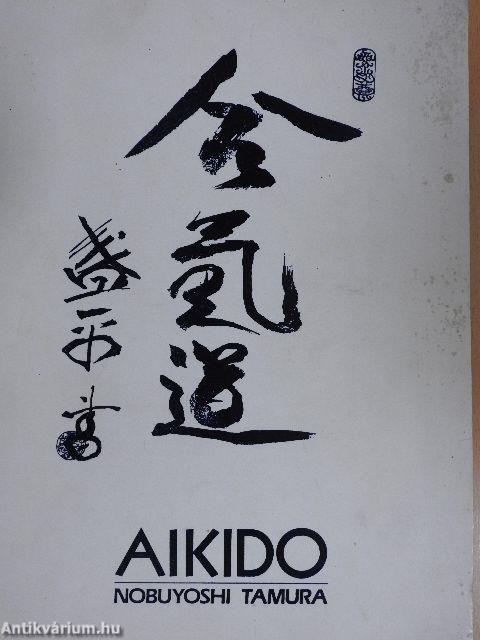 合氣道
盛平書
AIKIDO
NOBUYOSHI TAMURA
Antikvárium.hu